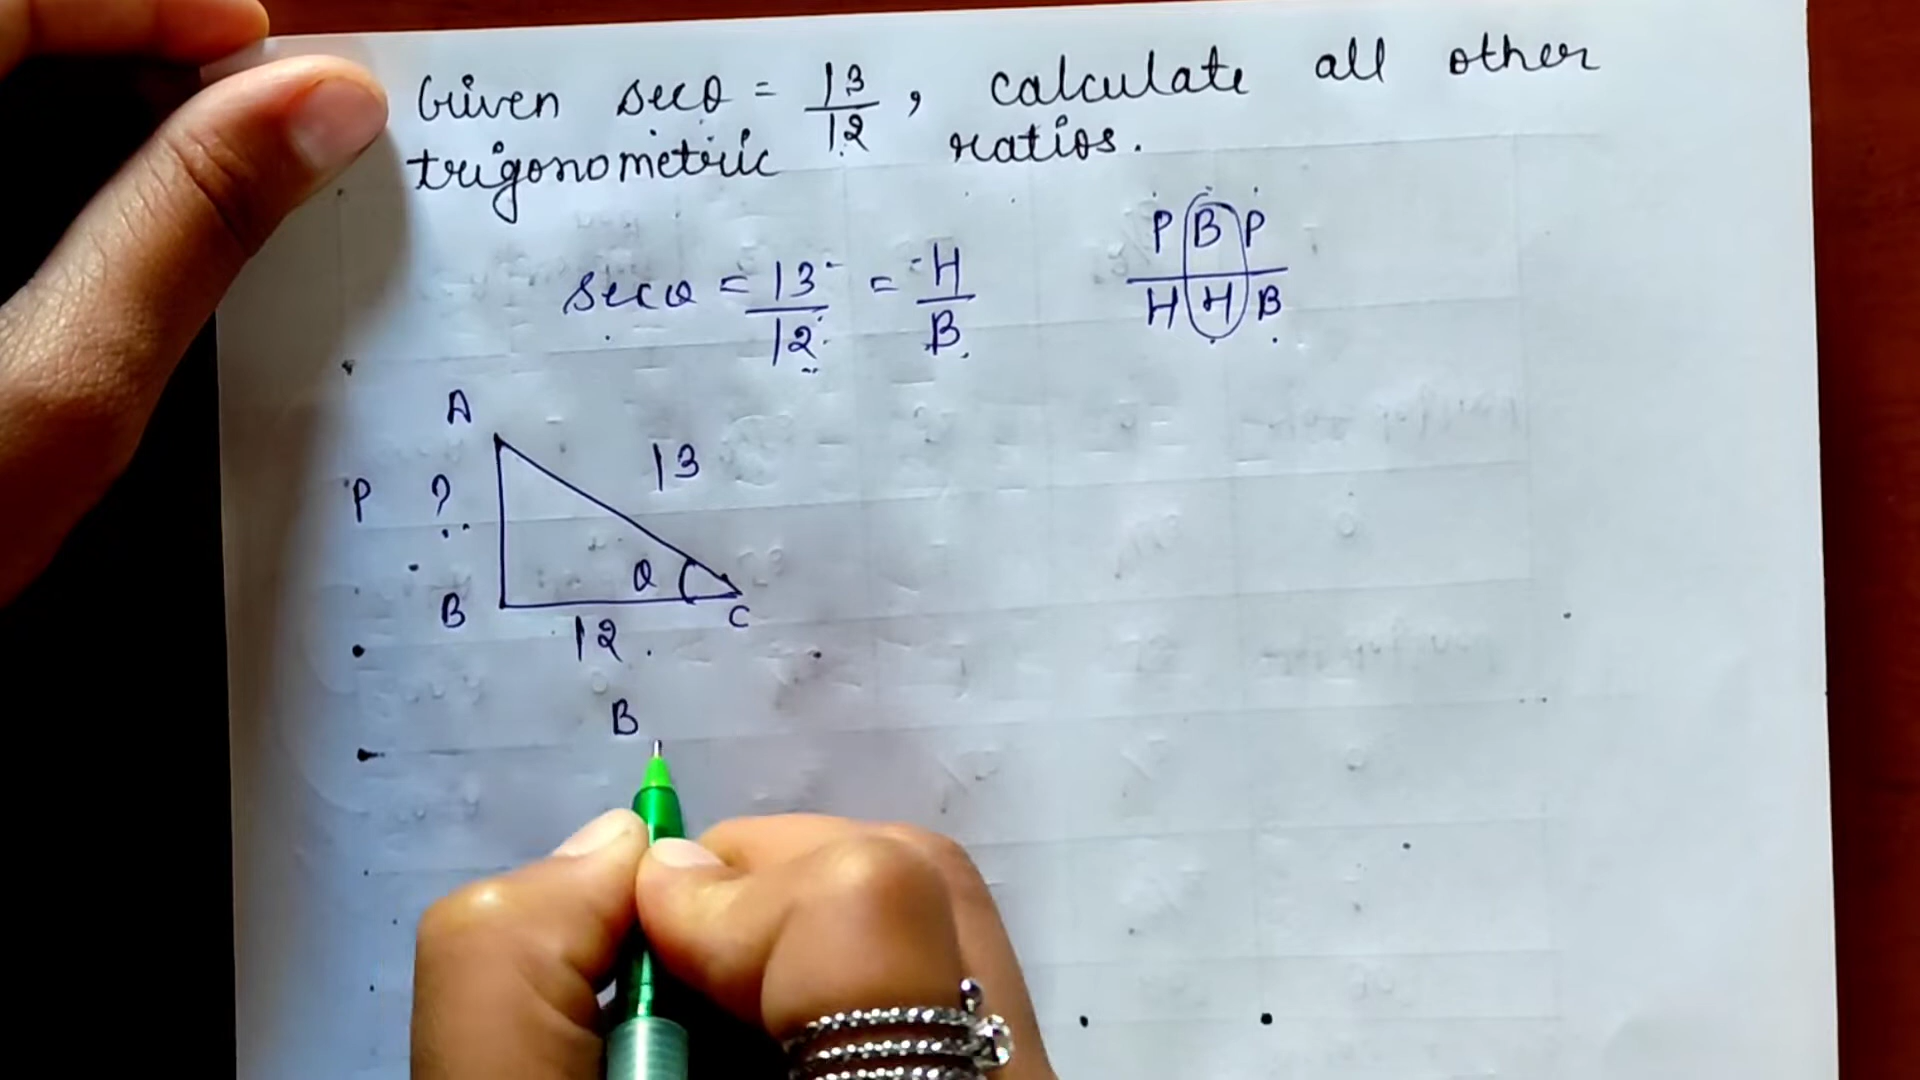 Given secθ = 13/12, calculate all other
trigonometric ratios.
P B P
H H B
secθ = 13/12 = H/B
A
13
P ?
θ
B
C
12
B